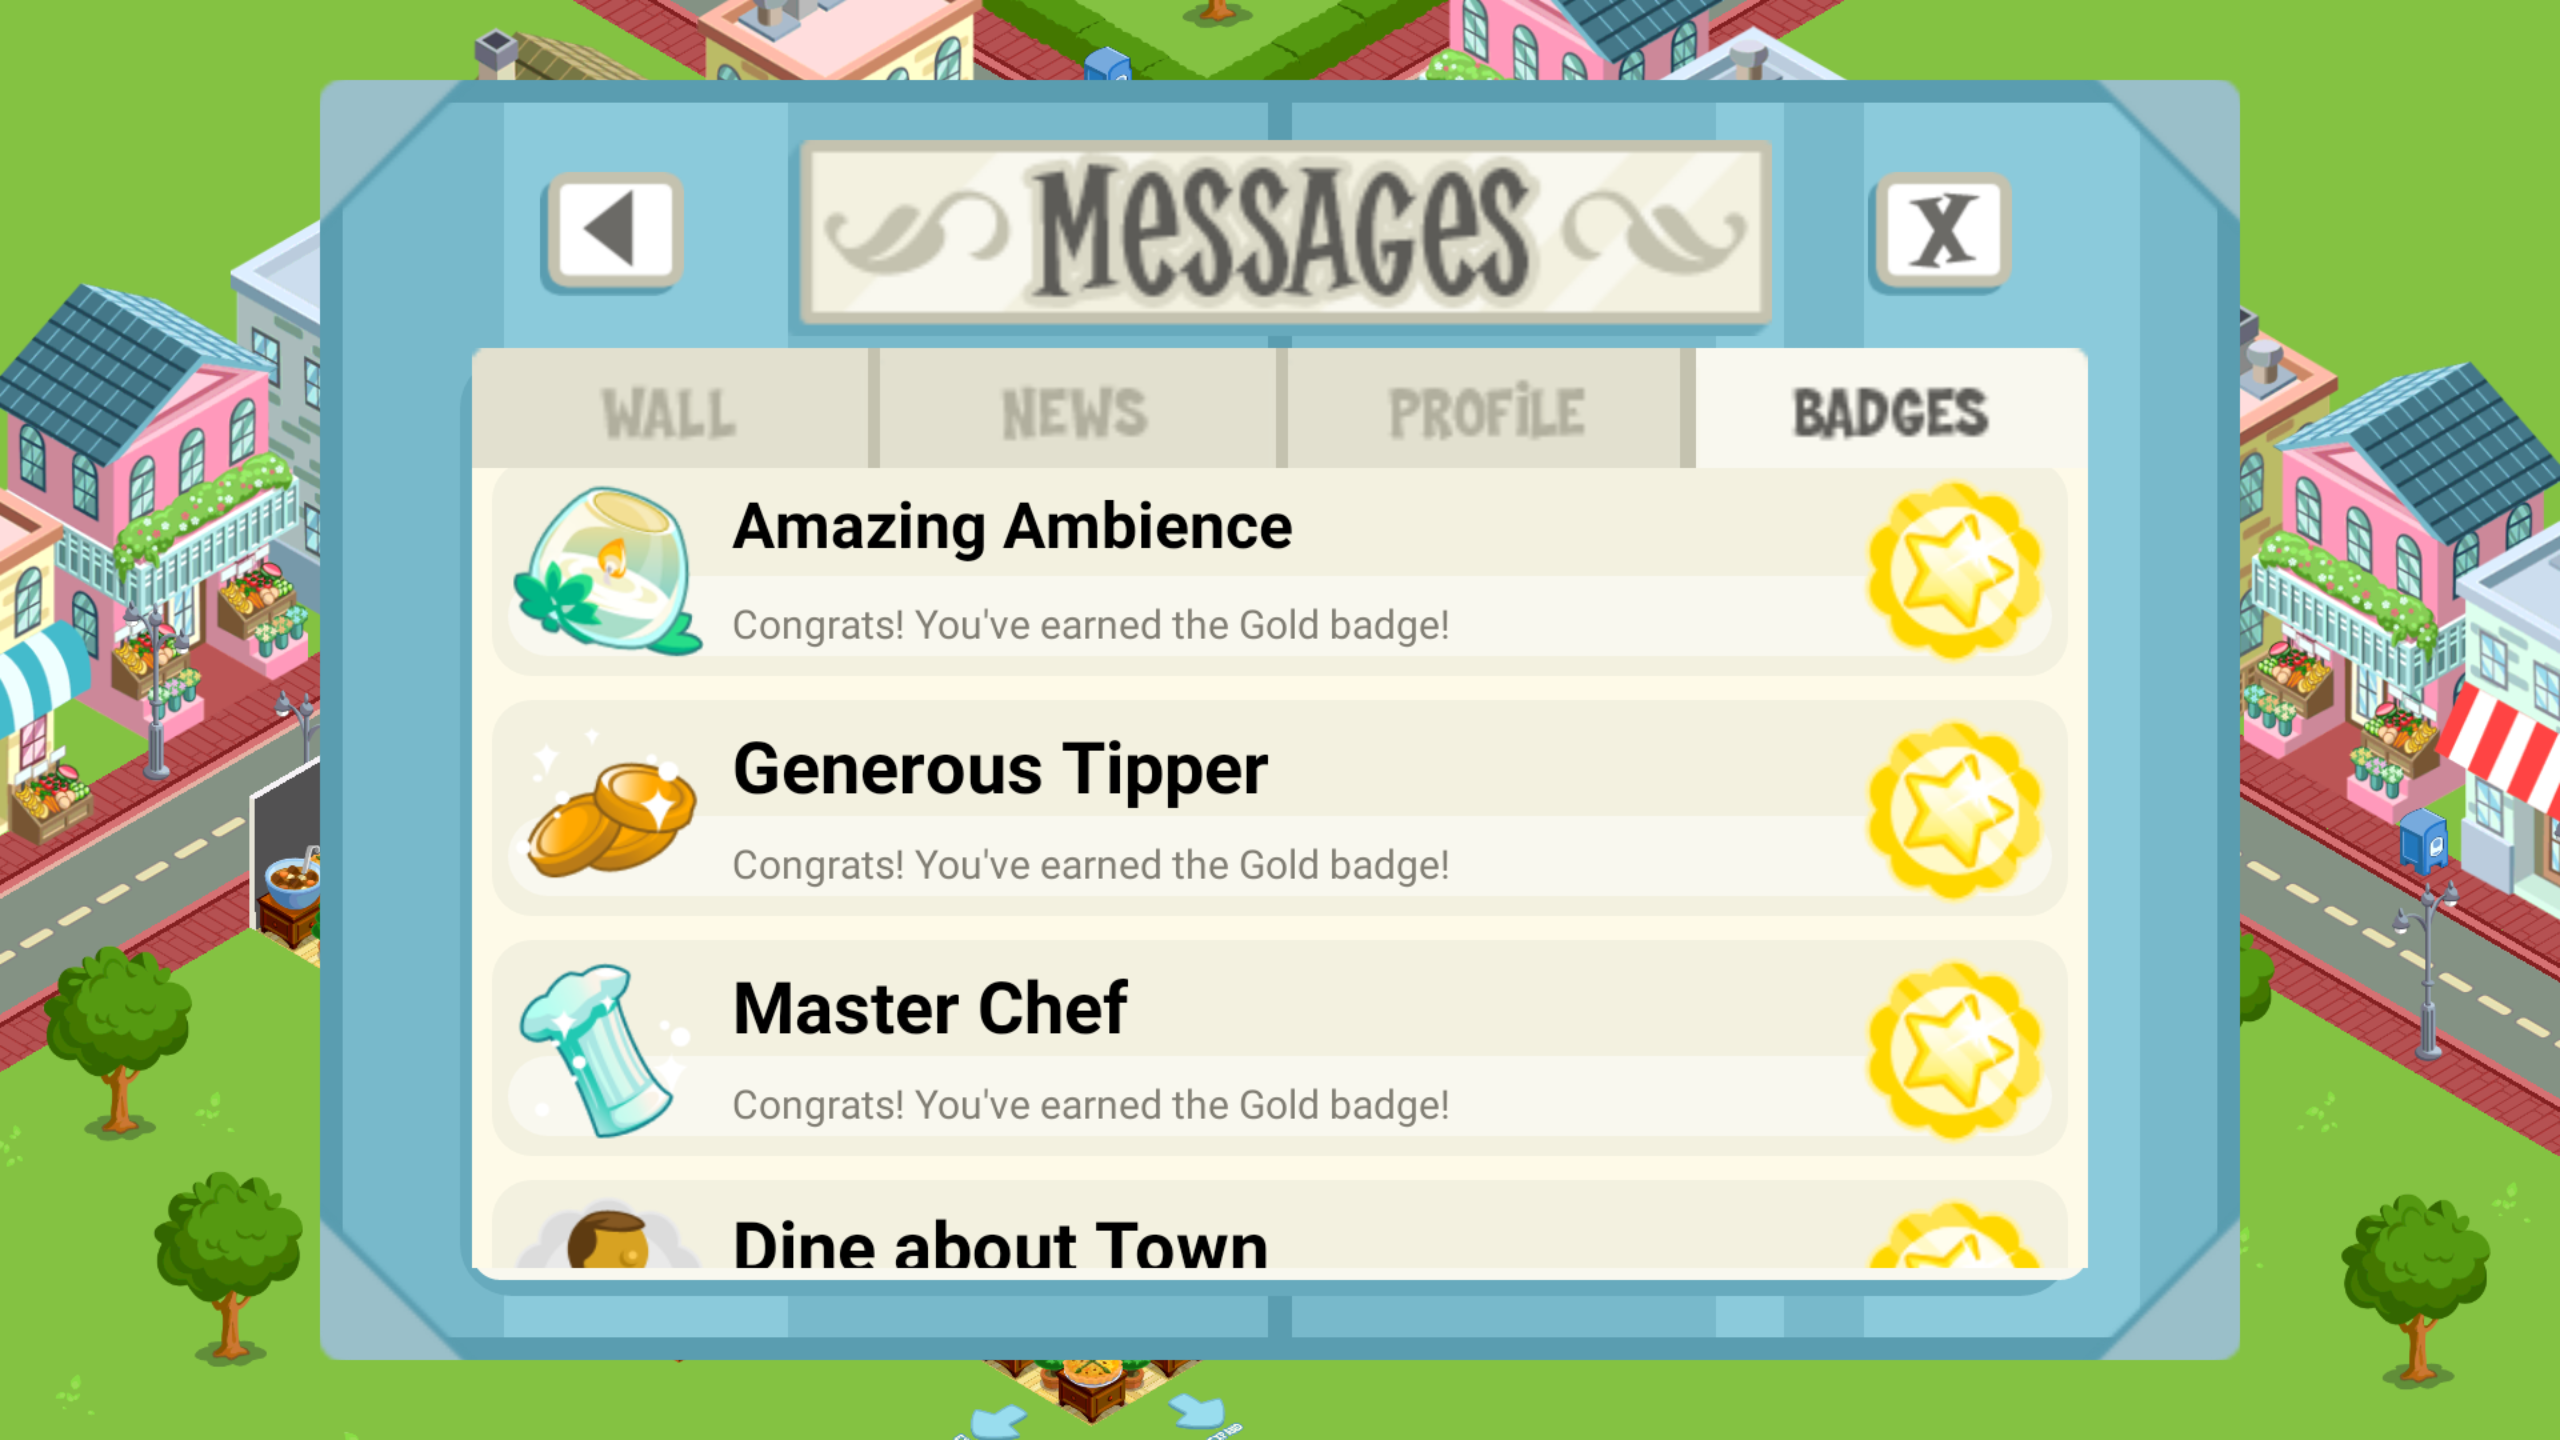 Messages
X
WALL
NEWS
PROFILE
BADGES
Amazing Ambience
Congrats! You've earned the Gold badge!
Generous Tipper
Congrats! You've earned the Gold badge!
Master Chef
Congrats! You've earned the Gold badge!
Dine about Town